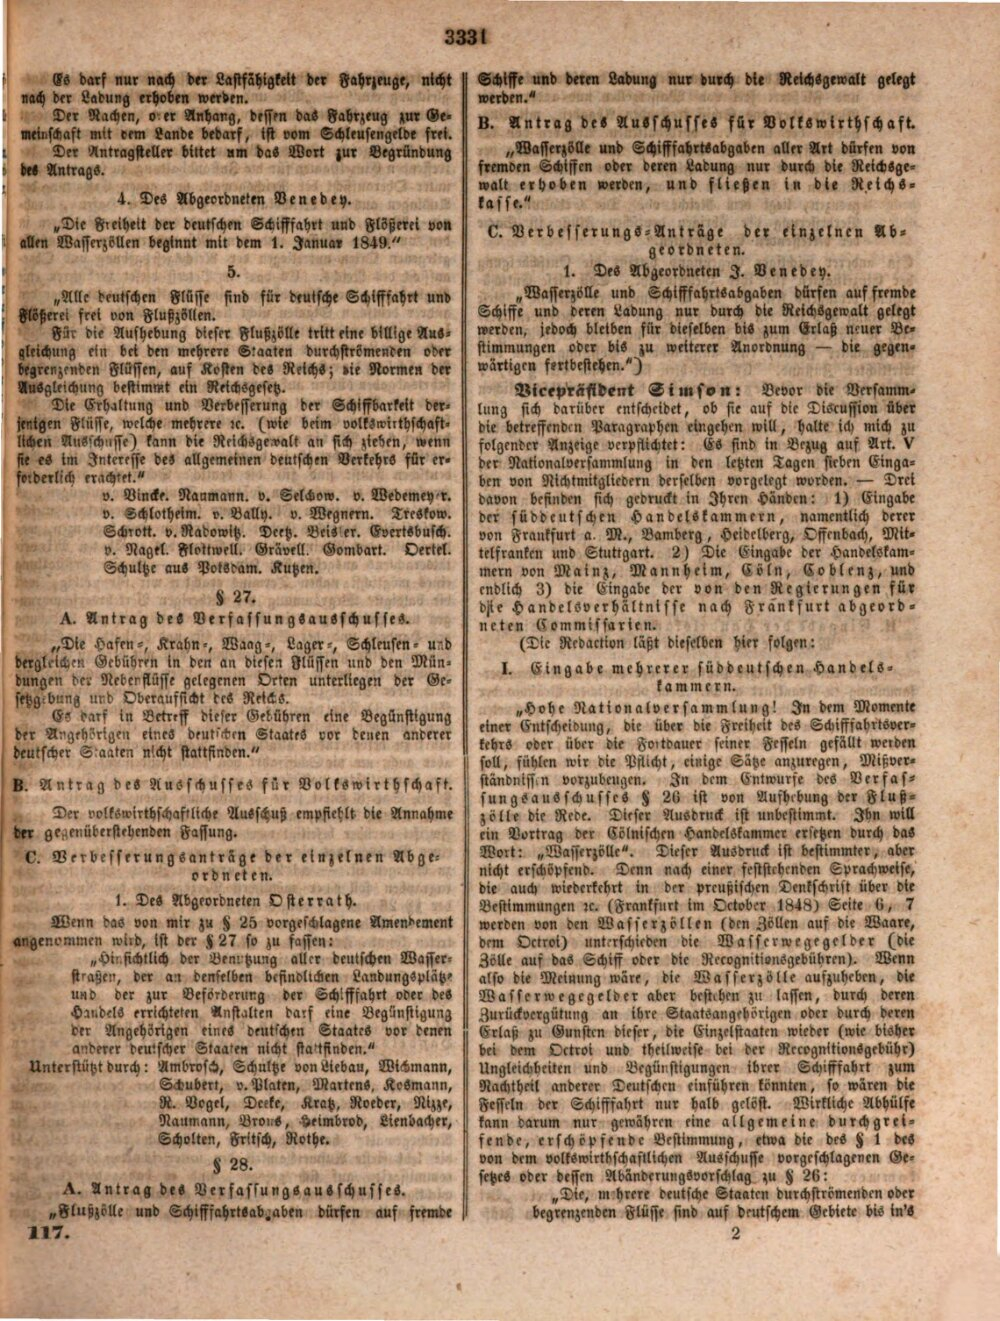 3331
Es darf nur nach der Lastfähigkeit der Fahrzeuge, nicht
nach der Ladung erhoben werden.
Der Nachen, oder Anhang, dessen das Fahrzeug zur Ge-
meinschaft mit dem Lande bedarf, ist vom Schleusengelde frei.
Der Antragsteller bittet um das Wort zur Begründung
des Antrags.
4. Des Abgeordneten Venedey.
„Die Freiheit der deutschen Schifffahrt und Flößerei von
allen Wasserzöllen beginnt mit dem 1. Januar 1849.“
5.
„Alle deutschen Flüsse sind für deutsche Schifffahrt und
Flößerei frei von Flußzöllen.
Für die Aufhebung dieser Flußzölle tritt eine billige Aus-
gleichung ein bei den mehrere Staaten durchströmenden oder
begrenzenden Flüssen, auf Kosten des Reichs; die Normen der
Ausgleichung bestimmt ein Reichsgesetz.
Die Erhaltung und Verbesserung der Schiffbarkeit der-
jenigen Flüsse, welche mehrere ꝛc. (wie beim volkswirthschaft-
lichen Ausschusse) kann die Reichsgewalt an sich ziehen, wenn
sie es im Interesse des allgemeinen deutschen Verkehrs für er-
forderlich erachtet.“
v. Vincke. Naumann. v. Selchow. v. Wedemeyer.
v. Schlotheim. v. Bally. v. Wegnern. Treskow.
Schrott. v. Radowitz. Deetz. Beisler. Evertsbusch.
v. Nagel. Flottwell. Grävell. Gombart. Oertel.
Schultze aus Potsdam. Kutzen.
§ 27.
A. Antrag des Verfassungsausschusses.
„Die Hafen-, Krahn-, Waag-, Lager-, Schleusen- und
dergleichen Gebühren in den an diesen Flüssen und den Mün-
dungen der Nebenflüsse gelegenen Orten unterliegen der Ge-
setzgebung und Oberaufsicht des Reichs.
Es darf in Betreff dieser Gebühren eine Begünstigung
der Angehörigen eines deutschen Staates vor denen anderer
deutscher Staaten nicht stattfinden.“
B. Antrag des Ausschusses für Volkswirthschaft.
Der volkswirthschaftliche Ausschuß empfiehlt die Annahme
der gegenüberstehenden Fassung.
C. Verbesserungsanträge der einzelnen Abge-
ordneten.
1. Des Abgeordneten Osterrath.
Wenn das von mir zu § 25 vorgeschlagene Amendement
angenommen wird, ist der § 27 so zu fassen:
„Hinsichtlich der Benutzung aller deutschen Wasser-
straßen, der an denselben befindlichen Landungsplätze
und der zur Beförderung der Schifffahrt oder des
Handels errichteten Anstalten darf eine Begünstigung
der Angehörigen eines deutschen Staates vor denen
anderer deutscher Staaten nicht stattfinden.“
Unterstützt durch: Ambrosch, Schultze von Liebau, Wichmann,
Schubert, v. Platen, Martens, Kosmann,
R. Vogel, Deeke, Kratz, Roeder, Nizze,
Naumann, Brons, Heimbrod, Lienbacher,
Scholten, Fritsch, Rothe.
§ 28.
A. Antrag des Verfassungsausschusses.
„Flußzölle und Schifffahrtsabgaben dürfen auf fremde
117.
Schiffe und deren Ladung nur durch die Reichsgewalt gelegt
werden.“
B. Antrag des Ausschusses für Volkswirthschaft.
„Wasserzölle und Schifffahrtsabgaben aller Art dürfen von
fremden Schiffen oder deren Ladung nur durch die Reichsge-
walt erhoben werden, und fließen in die Reichs-
kasse.“
C. Verbesserungs-Anträge der einzelnen Ab-
geordneten.
1. Des Abgeordneten J. Venedey.
„Wasserzölle und Schifffahrtsabgaben dürfen auf fremde
Schiffe und deren Ladung nur durch die Reichsgewalt gelegt
werden, jedoch bleiben für dieselben bis zum Erlaß neuer Be-
stimmungen oder bis zu weiterer Anordnung — die gegen-
wärtigen fortbestehen.“)
Vicepräsident Simson: Bevor die Versamm-
lung sich darüber entscheidet, ob sie auf die Discussion über
die betreffenden Paragraphen eingehen will, halte ich mich zu
folgender Anzeige verpflichtet: Es sind in Bezug auf Art. V
der Nationalversammlung in den letzten Tagen sieben Einga-
ben von Nichtmitgliedern derselben vorgelegt worden. — Drei
davon befinden sich gedruckt in Ihren Händen: 1) Eingabe
der süddeutschen Handelskammern, namentlich derer
von Frankfurt a. M., Bamberg, Heidelberg, Offenbach, Mit-
telfranken und Stuttgart. 2) Die Eingabe der Handelskam-
mern von Mainz, Mannheim, Cöln, Coblenz, und
endlich 3) die Eingabe der von den Regierungen für
die Handelsverhältnisse nach Frankfurt abgeord-
neten Commissarien.
(Die Redaction läßt dieselben hier folgen:
I. Eingabe mehrerer süddeutschen Handels-
kammern.
„Hohe Nationalversammlung! In dem Momente
einer Entscheidung, die über die Freiheit des Schifffahrtsver-
kehrs oder über die Fortdauer seiner Fesseln gefällt werden
soll, fühlen wir die Pflicht, einige Sätze anzuregen, Mißver-
ständnissen vorzubeugen. In dem Entwurfe des Verfas-
sungsausschusses § 26 ist von Aufhebung der Fluß-
zölle die Rede. Dieser Ausdruck ist unbestimmt. Ihn will
ein Vortrag der Cölnischen Handelskammer ersetzen durch das
Wort: „Wasserzölle“. Dieser Ausdruck ist bestimmter, aber
nicht erschöpfend. Denn nach einer feststehenden Sprachweise,
die auch wiederkehrt in der preußischen Denkschrift über die
Bestimmungen ꝛc. (Frankfurt im October 1848) Seite 6, 7
werden von den Wasserzöllen (den Zöllen auf die Waare,
dem Octroi) unterschieden die Wasserwegegelder (die
Zölle auf das Schiff oder die Recognitionsgebühren). Wenn
also die Meinung wäre, die Wasserzölle aufzuheben, die
Wasserwegegelder aber bestehen zu lassen, durch deren
Zurückvergütung an ihre Staatsangehörigen oder durch deren
Erlaß zu Gunsten dieser, die Einzelstaaten wieder (wie bisher
bei dem Octroi und theilweise bei der Recognitionsgebühr)
Ungleichheiten und Begünstigungen ihrer Schifffahrt zum
Nachtheil anderer Deutschen einführen könnten, so wären die
Fesseln der Schifffahrt nur halb gelöst. Wirkliche Abhülfe
kann darum nur gewähren eine allgemeine durchgrei-
fende, erschöpfende Bestimmung, etwa die des § 1 des
von dem volkswirthschaftlichen Ausschusse vorgeschlagenen Ge-
setzes oder dessen Abänderungsvorschlag zu § 26:
„Die, mehrere deutsche Staaten durchströmenden oder
begrenzenden Flüsse sind auf deutschem Gebiete bis in's
2